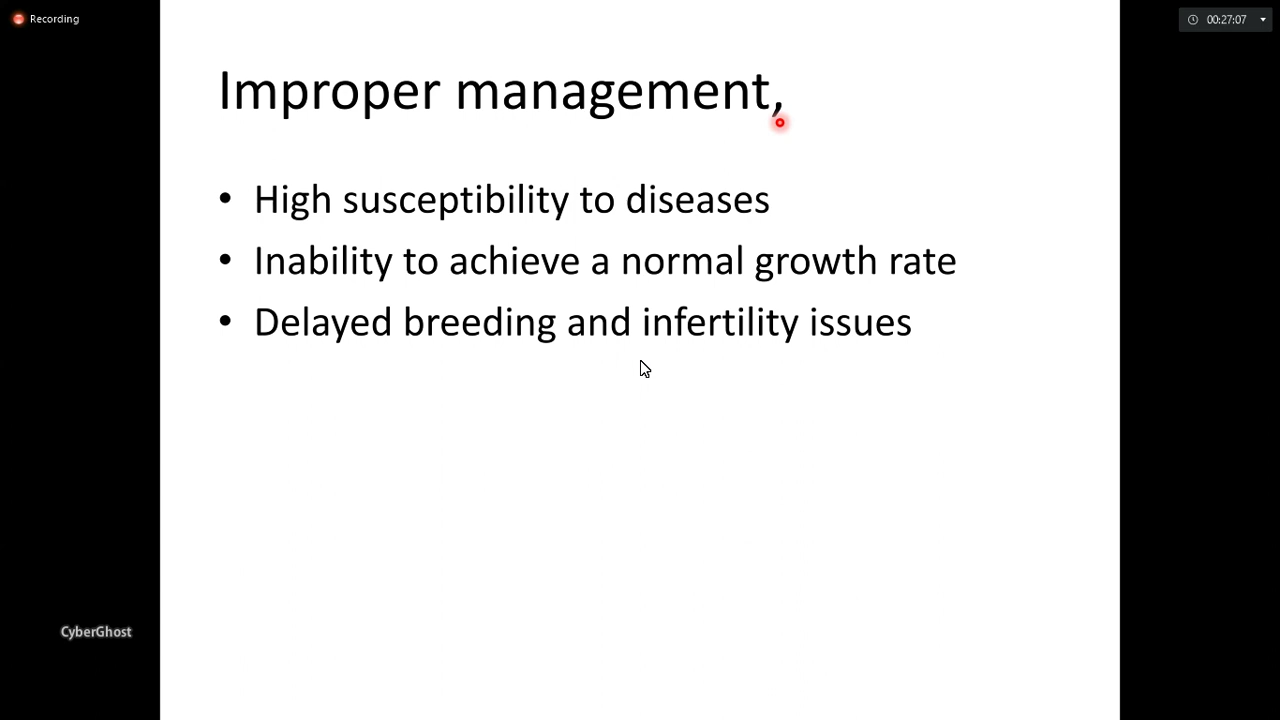 Recording
00:27:07
Improper management,
• High susceptibility to diseases
• Inability to achieve a normal growth rate
• Delayed breeding and infertility issues
CyberGhost